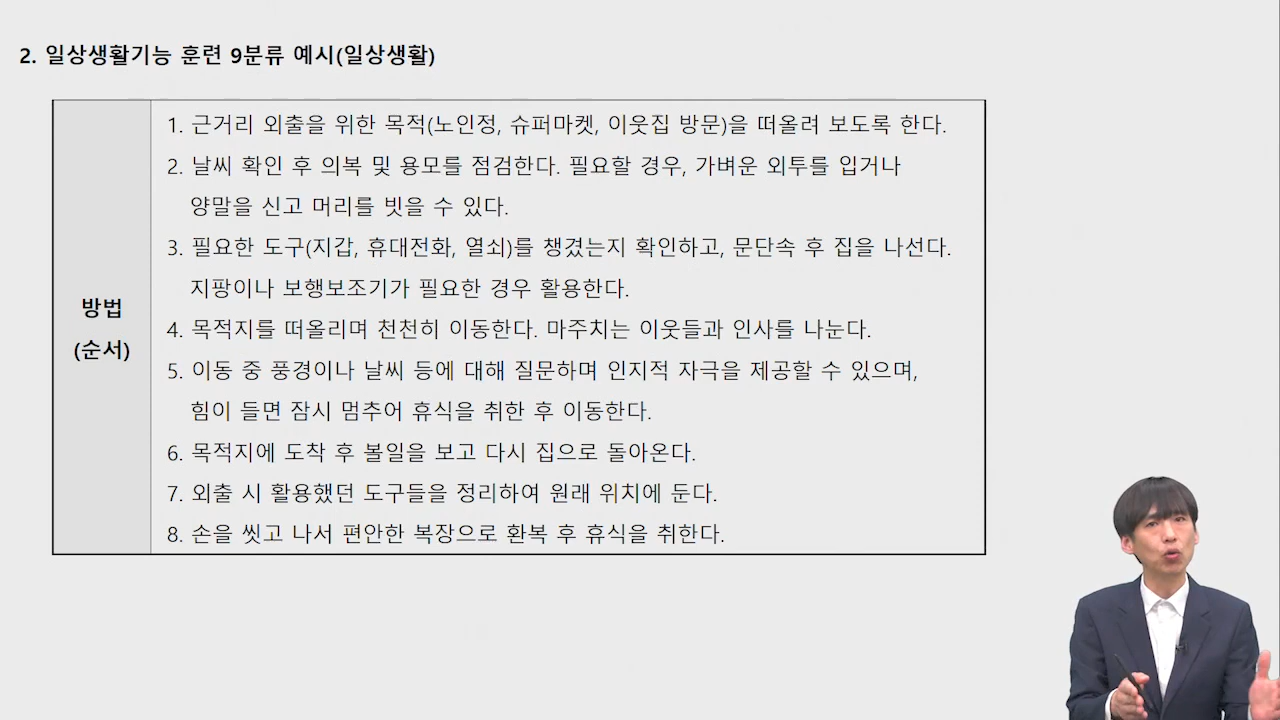 2. 일상생활기능 훈련 9분류 예시(일상생활)
방법
(순서)
1. 근거리 외출을 위한 목적(노인정, 슈퍼마켓, 이웃집 방문)을 떠올려 보도록 한다.
2. 날씨 확인 후 의복 및 용모를 점검한다. 필요할 경우, 가벼운 외투를 입거나
양말을 신고 머리를 빗을 수 있다.
3. 필요한 도구(지갑, 휴대전화, 열쇠)를 챙겼는지 확인하고, 문단속 후 집을 나선다.
지팡이나 보행보조기가 필요한 경우 활용한다.
4. 목적지를 떠올리며 천천히 이동한다. 마주치는 이웃들과 인사를 나눈다.
5. 이동 중 풍경이나 날씨 등에 대해 질문하며 인지적 자극을 제공할 수 있으며,
힘이 들면 잠시 멈추어 휴식을 취한 후 이동한다.
6. 목적지에 도착 후 볼일을 보고 다시 집으로 돌아온다.
7. 외출 시 활용했던 도구들을 정리하여 원래 위치에 둔다.
8. 손을 씻고 나서 편안한 복장으로 환복 후 휴식을 취한다.